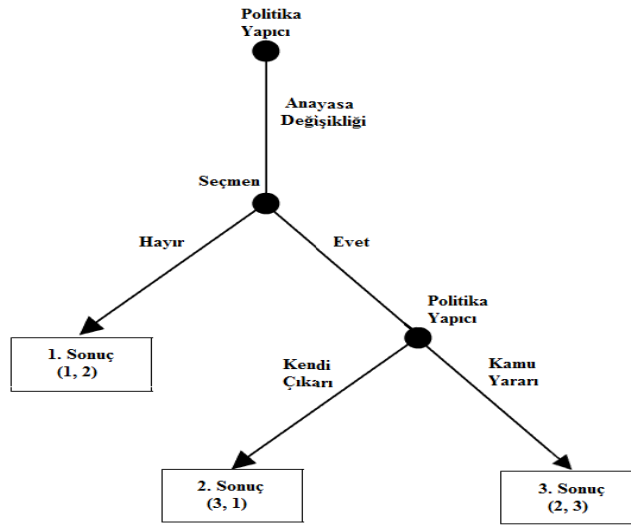 Politika
Yapıcı
Anayasa
Değişikliği
Seçmen
Hayır
Evet
Politika
Yapıcı
1. Sonuç
(1, 2)
Kendi
Çıkarı
Kamu
Yararı
2. Sonuç
(3, 1)
3. Sonuç
(2, 3)